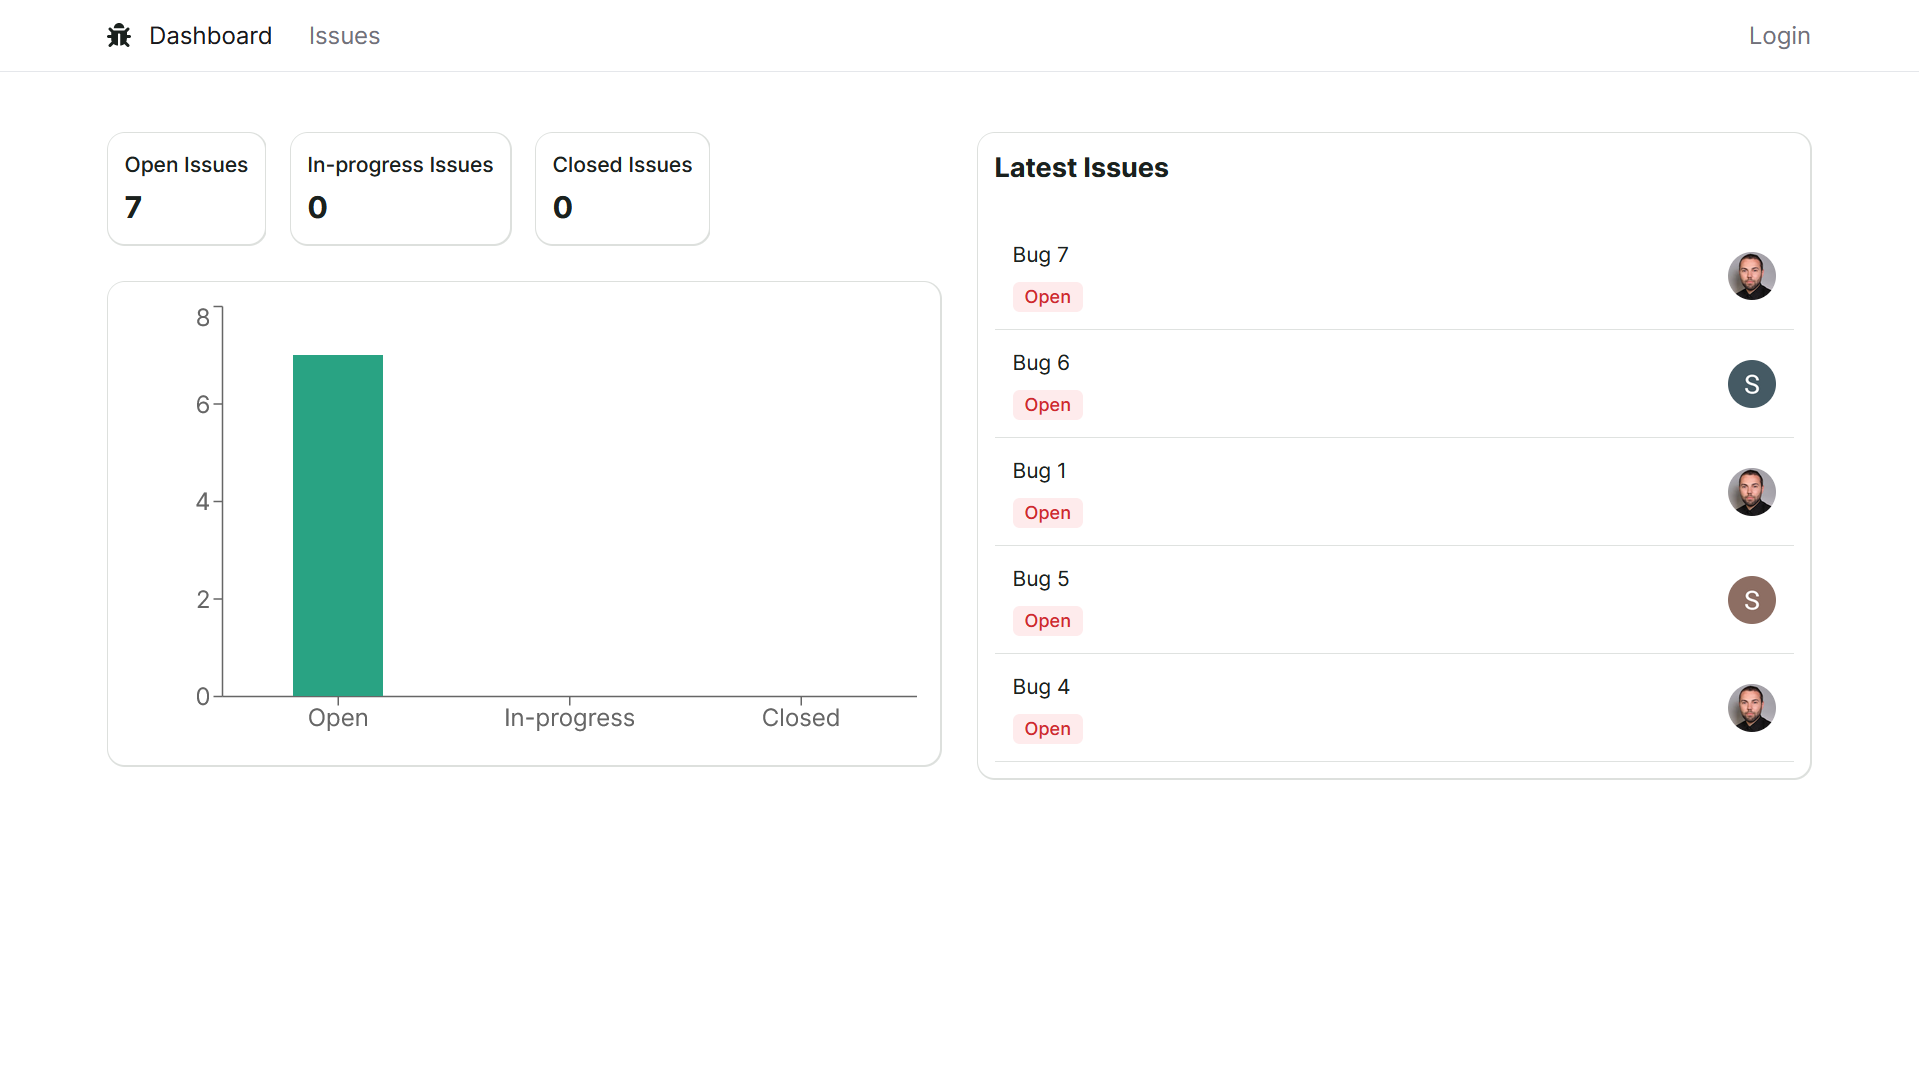 Dashboard
Issues
Login
Open Issues
7
In-progress Issues
0
Closed Issues
0
8
6
4
2
0
Open
In-progress
Closed
Latest Issues
Bug 7
Open
Bug 6
Open
S
Bug 1
Open
Bug 5
Open
S
Bug 4
Open